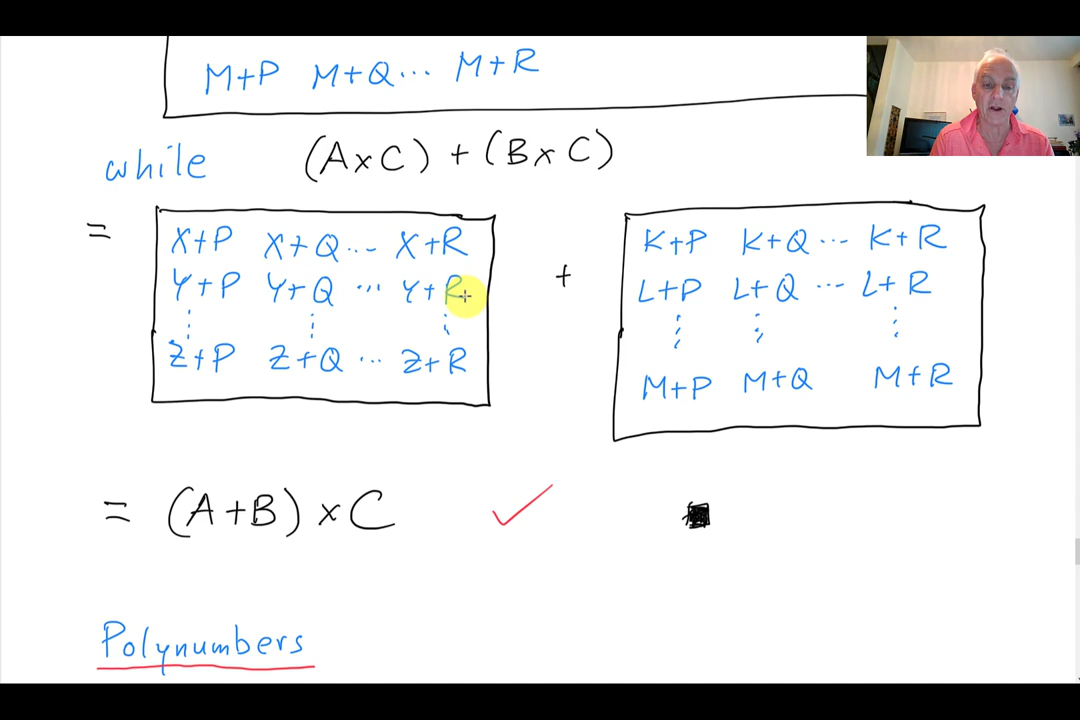 M+P M+Q... M+R
while (A×C) + (B×C)
= X+P X+Q... X+R + K+P K+Q... K+R
Y+P Y+Q ... Y+R L+P L+Q ... L+R
Z+P Z+Q ... Z+R M+P M+Q M+R
= (A+B)×C ✓
Polynumbers